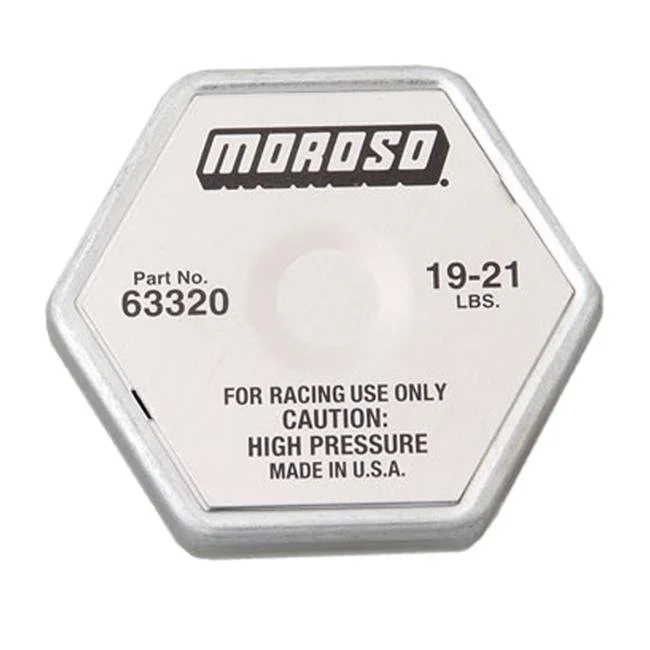 MOROSO.
Part No.
63320
19-21
LBS.
FOR RACING USE ONLY
CAUTION:
HIGH PRESSURE
MADE IN U.S.A.